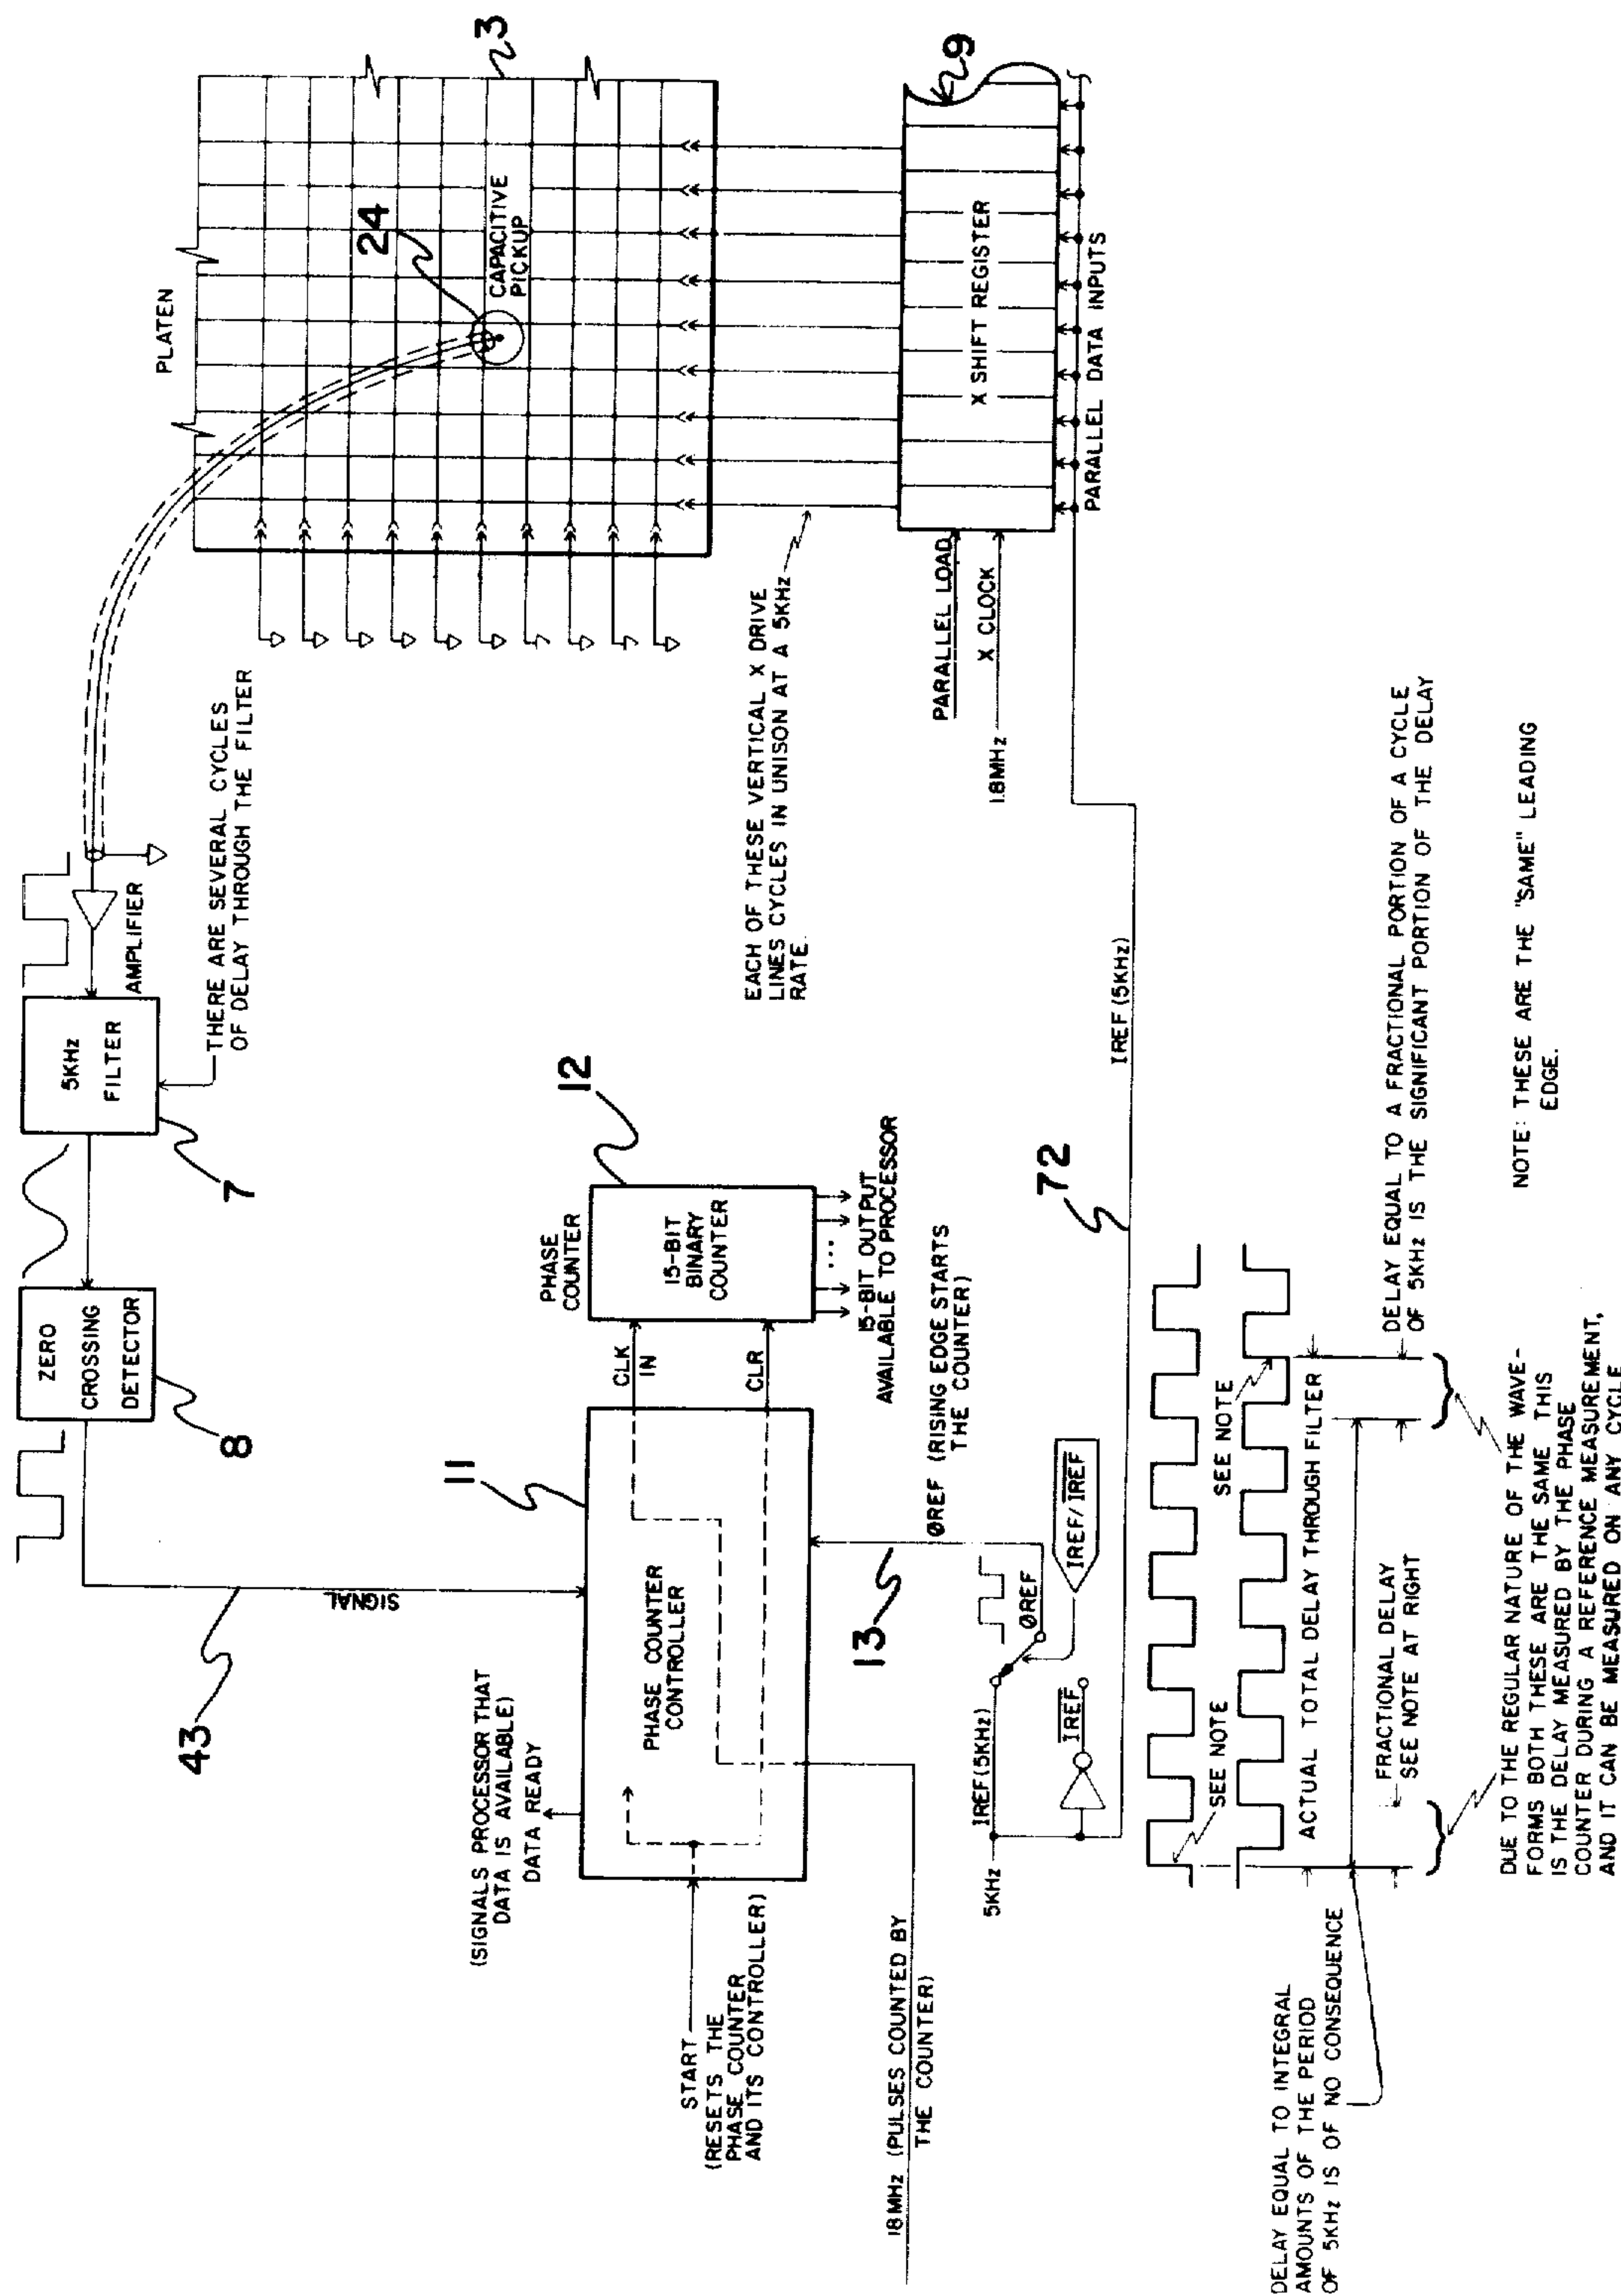 ZERO
CROSSING
DETECTOR
8
5KHz
FILTER
7
AMPLIFIER
THERE ARE SEVERAL CYCLES
OF DELAY THROUGH THE FILTER
PLATEN
24
CAPACITIVE
PICKUP
3
43
SIGNAL
(SIGNALS PROCESSOR THAT
DATA IS AVAILABLE)
DATA READY
11
PHASE COUNTER
CONTROLLER
START
(RESETS THE
PHASE COUNTER
AND ITS CONTROLLER)
CLK
IN
CLR
PHASE
COUNTER
12
15-BIT
BINARY
COUNTER
15-BIT OUTPUT
AVAILABLE TO PROCESSOR
EACH OF THESE VERTICAL X DRIVE
LINES CYCLES IN UNISON AT A 5KHz
RATE.
18MHz (PULSES COUNTED BY
THE COUNTER)
13
ØREF (RISING EDGE STARTS
THE COUNTER)
PARALLEL LOAD
X CLOCK
1.8MHz
X SHIFT REGISTER
9
PARALLEL DATA INPUTS
5KHz
IREF(5KHz)
ØREF
IREF
IREF/IREF
72
IREF(5KHz)
SEE NOTE
SEE NOTE
ACTUAL TOTAL DELAY THROUGH FILTER
FRACTIONAL DELAY
SEE NOTE AT RIGHT
DELAY EQUAL TO INTEGRAL
AMOUNTS OF THE PERIOD
OF 5KHz IS OF NO CONSEQUENCE
DELAY EQUAL TO A FRACTIONAL PORTION OF A CYCLE
OF 5KHz IS THE SIGNIFICANT PORTION OF THE DELAY
DUE TO THE REGULAR NATURE OF THE WAVE-
FORMS BOTH THESE ARE THE SAME THIS
IS THE DELAY MEASURED BY THE PHASE
COUNTER DURING A REFERENCE MEASUREMENT,
AND IT CAN BE MEASURED ON ANY CYCLE
NOTE: THESE ARE THE "SAME" LEADING
EDGE.